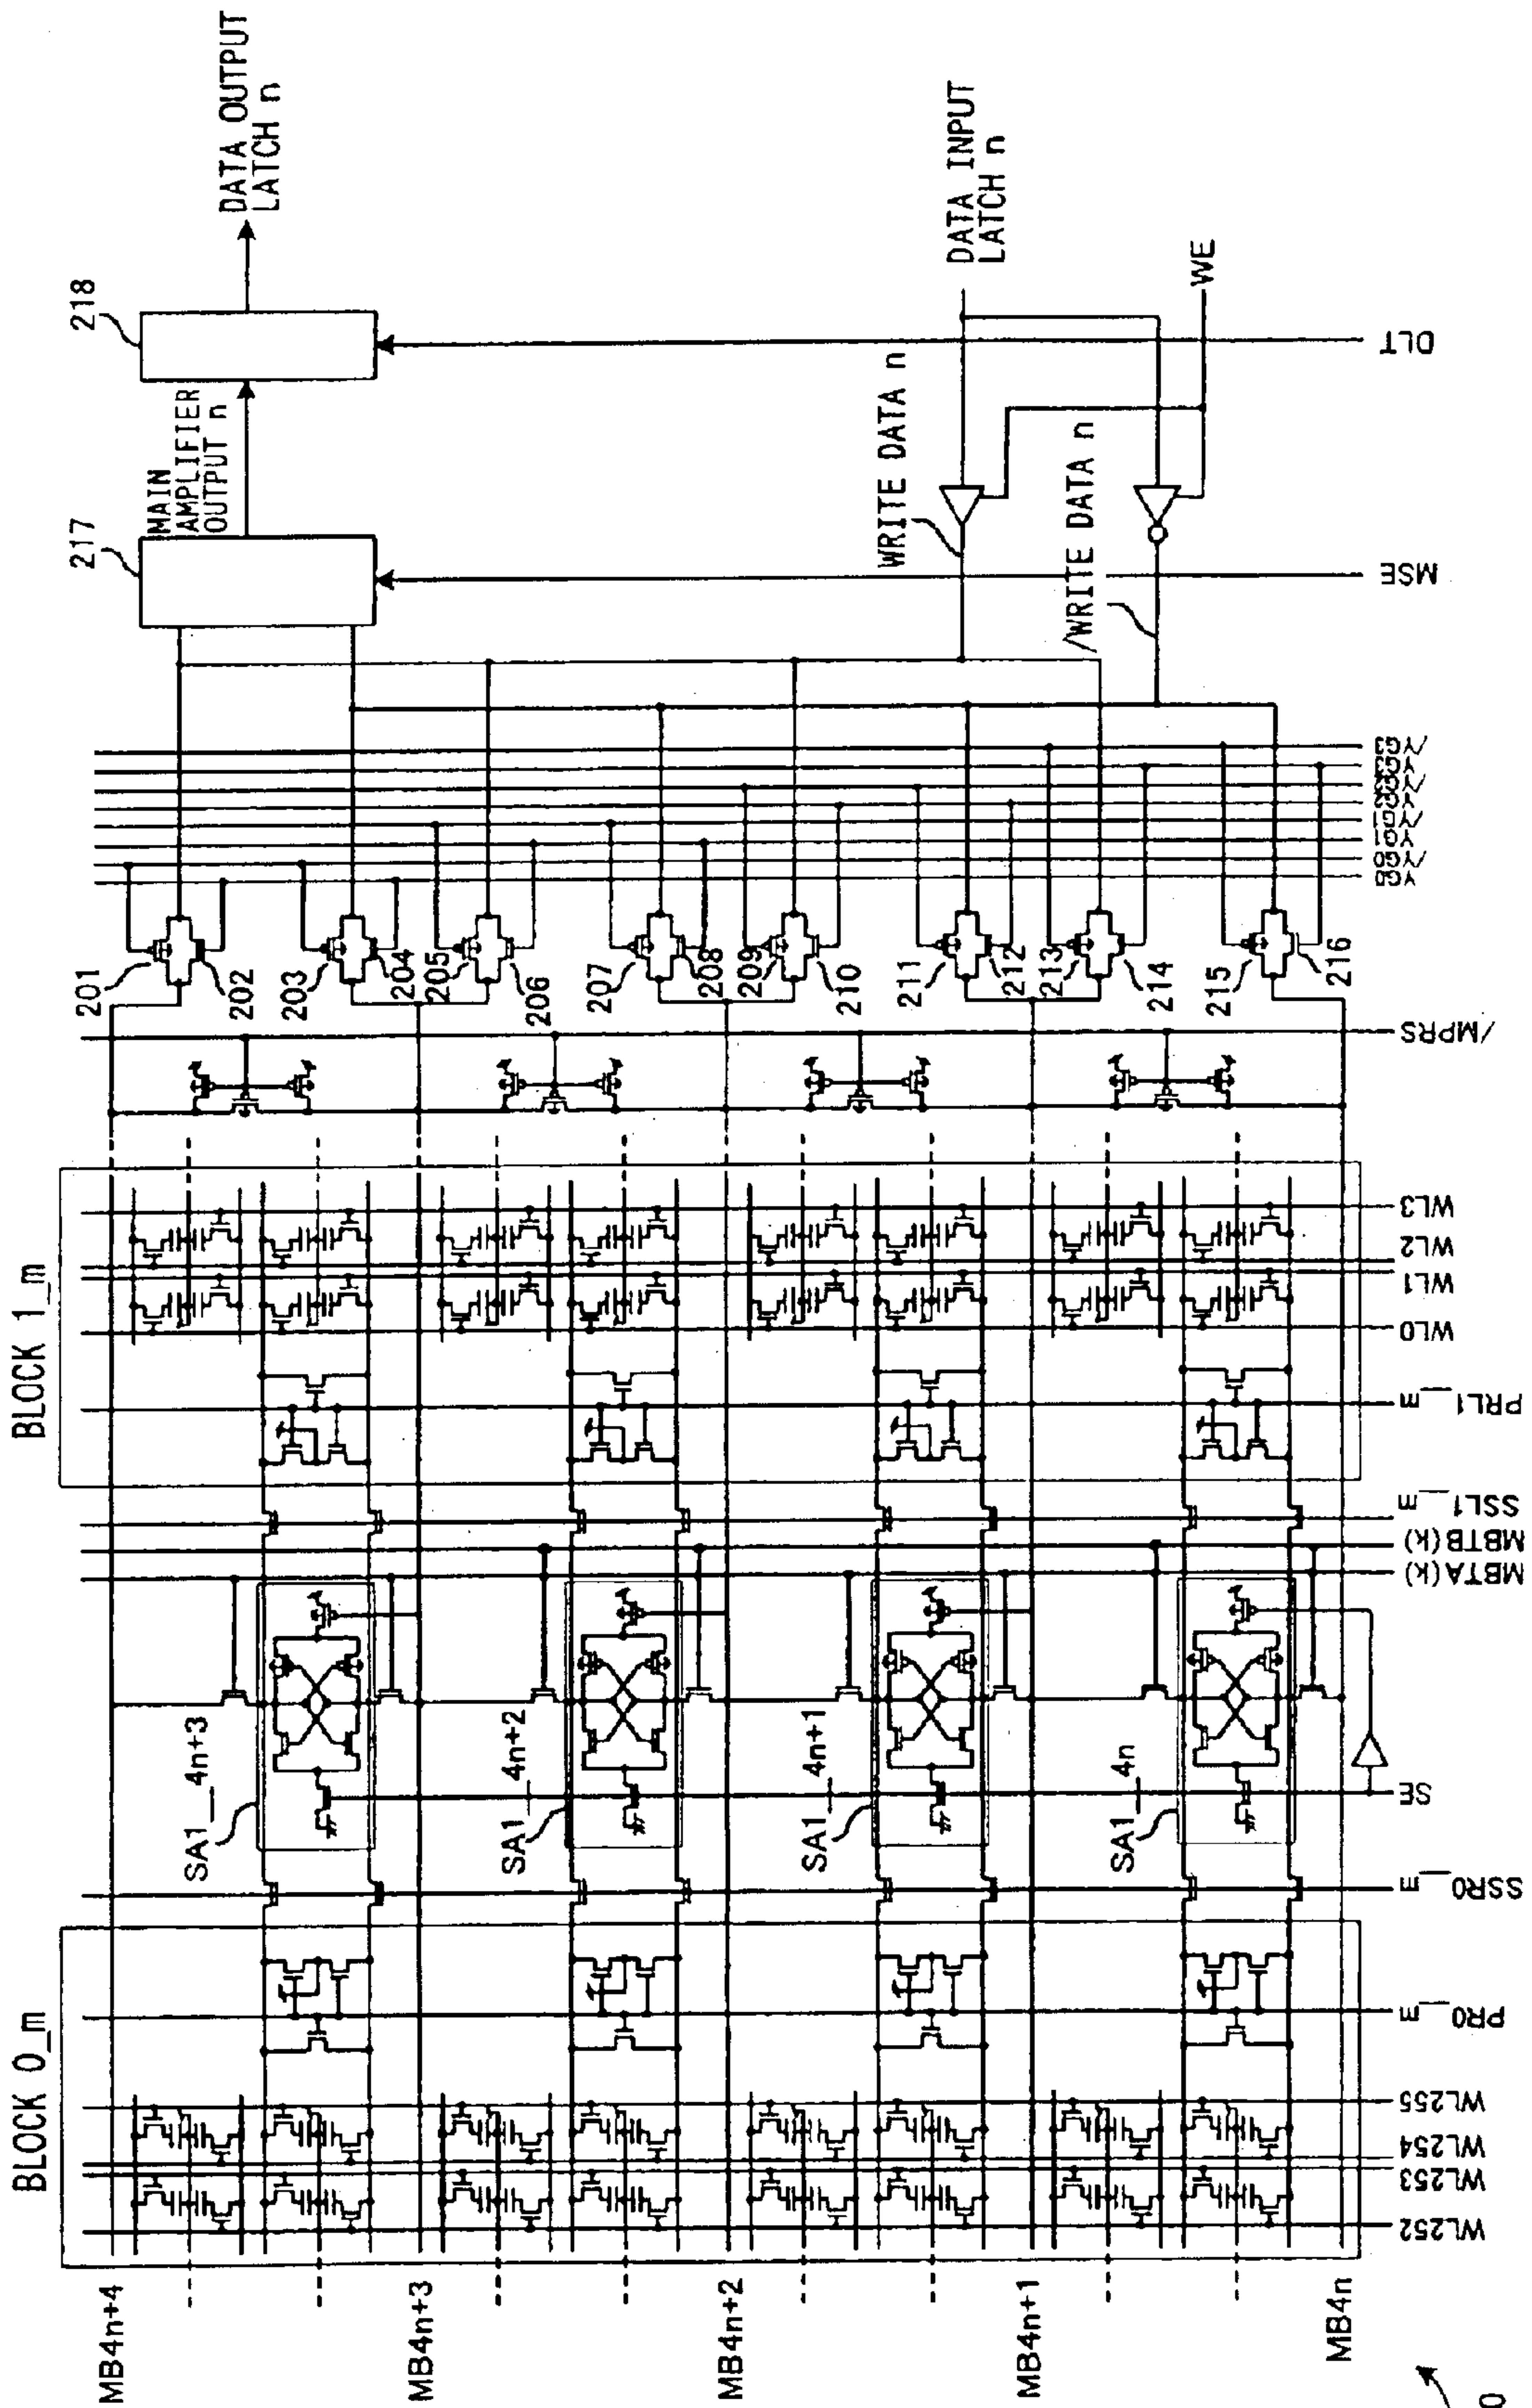 BLOCK 0_m
BLOCK 1_m
MB4n+4
MB4n+3
MB4n+2
MB4n+1
MB4n
SA1_4n+3
SA1_4n+2
SA1_4n+1
SA1_4n
201
202
203
204
205
206
207
208
209
210
211
212
213
214
215
216
217
218
MAIN
AMPLIFIER
OUTPUT n
DATA OUTPUT
LATCH n
DATA INPUT
LATCH n
WRITE DATA n
/WRITE DATA n
WE
WL252
WL253
WL254
WL255
PR0_m
SSR0_m
SE
MBTA(k)
MBTB(k)
SSL1_m
PRL1_m
WL0
WL1
WL2
WL3
/MPRS
YG0
/YG0
YG1
/YG1
YG2
/YG2
YG3
/YG3
MSE
DLT